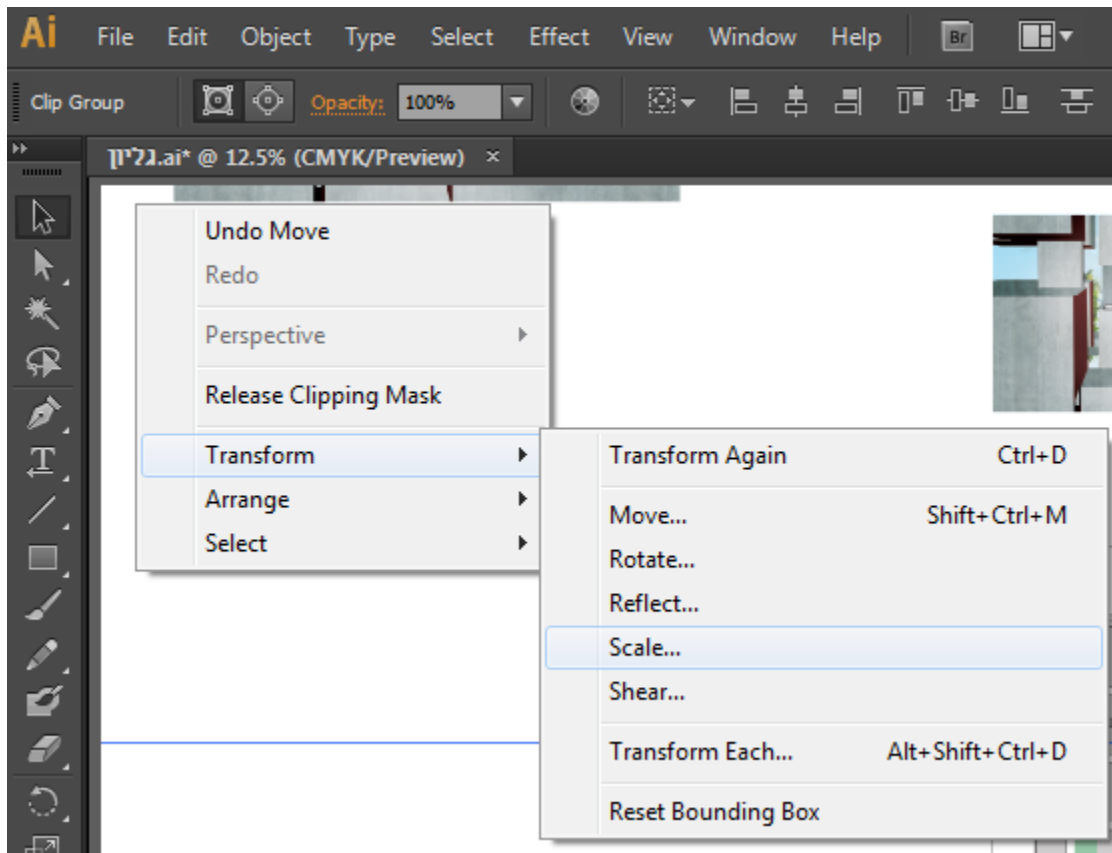 Ai File Edit Object Type Select Effect View Window Help Br
Clip Group Opacity: 100%
גליון.ai* @ 12.5% (CMYK/Preview) ×
Undo Move
Redo
Perspective
Release Clipping Mask
Transform
Arrange
Select
Transform Again Ctrl+D
Move... Shift+Ctrl+M
Rotate...
Reflect...
Scale...
Shear...
Transform Each... Alt+Shift+Ctrl+D
Reset Bounding Box